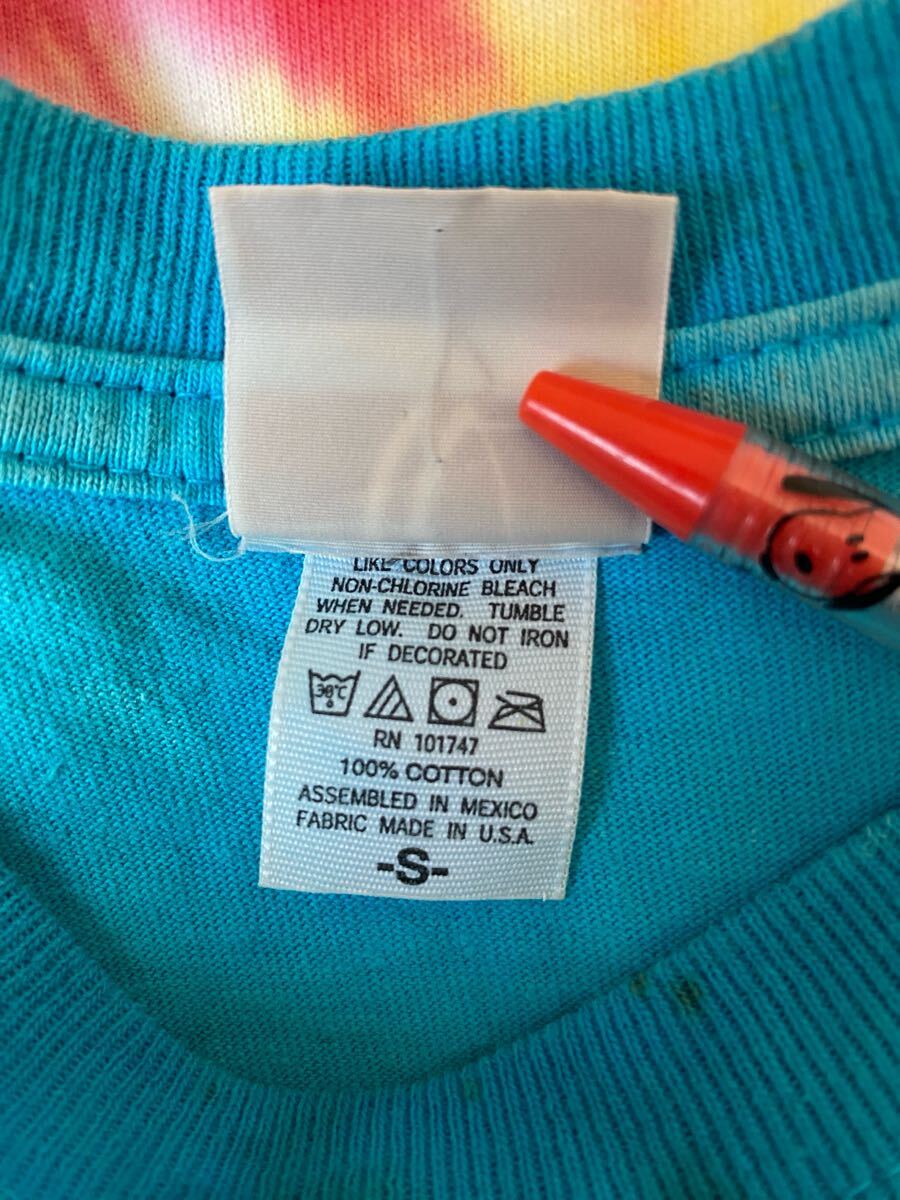 LIKE COLORS ONLY
NON-CHLORINE BLEACH
WHEN NEEDED. TUMBLE
DRY LOW. DO NOT IRON
IF DECORATED
30°C
RN 101747
100% COTTON
ASSEMBLED IN MEXICO
FABRIC MADE IN U.S.A.
-S-